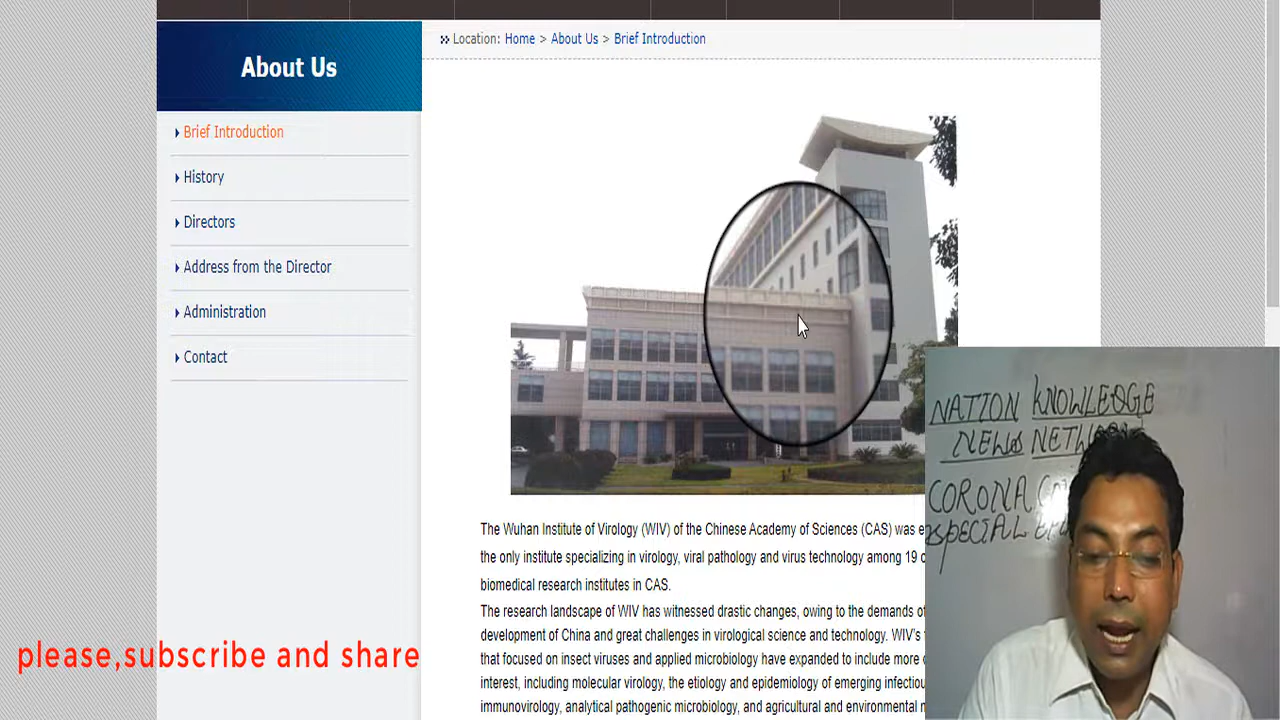 About Us
Brief Introduction
History
Directors
Address from the Director
Administration
Contact
Location: Home > About Us > Brief Introduction
The Wuhan Institute of Virology (WIV) of the Chinese Academy of Sciences (CAS) was
the only institute specializing in virology, viral pathology and virus technology among 19
biomedical research institutes in CAS.
The research landscape of WIV has witnessed drastic changes, owing to the demands of
development of China and great challenges in virological science and technology. WIV's
that focused on insect viruses and applied microbiology have expanded to include more
interest, including molecular virology, the etiology and epidemiology of emerging
immunovirology, analytical pathogenic microbiology, and agricultural and environmental
NATION KNOWLEDGE
NEWS
CORONA
SPECIAL
please,subscribe and share